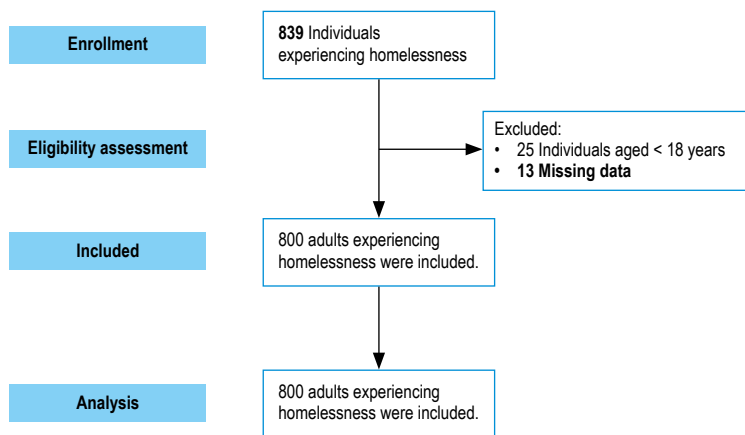 Enrollment
839 Individuals
experiencing homelessness
Eligibility assessment
Excluded:
• 25 Individuals aged < 18 years
• 13 Missing data
Included
800 adults experiencing
homelessness were included.
Analysis
800 adults experiencing
homelessness were included.